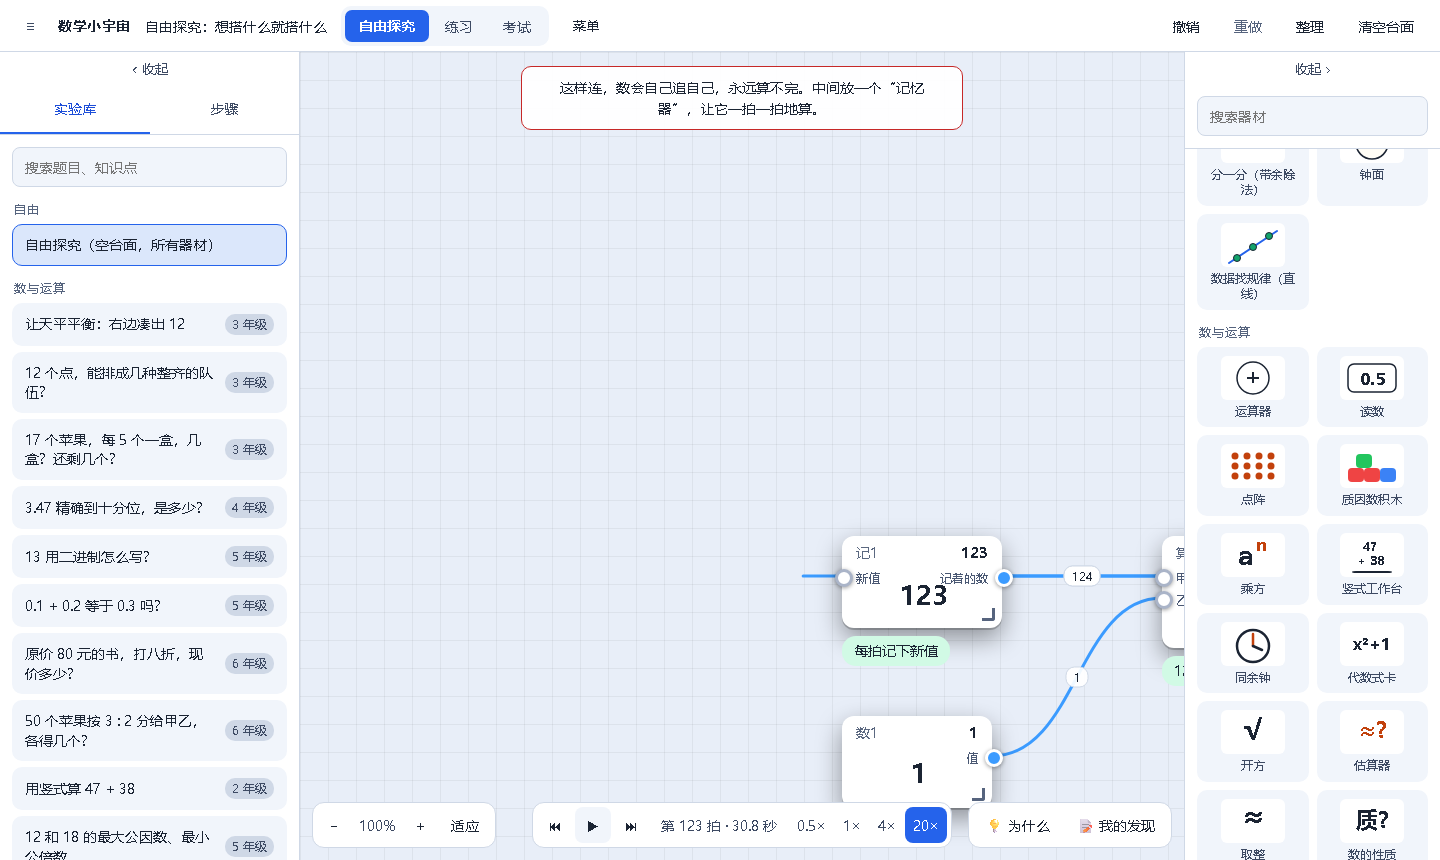 ≡ 数学小宇宙 自由探究：想搭什么就搭什么 自由探究 练习 考试 菜单 撤销 重做 整理 清空台面
‹ 收起
实验库 步骤
搜索题目、知识点
自由
自由探究（空台面，所有器材）
数与运算
让天平平衡：右边凑出 12 3 年级
12 个点，能排成几种整齐的队
伍？
3 年级
17 个苹果，每 5 个一盒，几
盒？还剩几个？
3 年级
3.47 精确到十分位，是多少？ 4 年级
13 用二进制怎么写？ 5 年级
0.1 + 0.2 等于 0.3 吗？ 5 年级
原价 80 元的书，打八折，现
价多少？
6 年级
50 个苹果按 3 : 2 分给甲乙，
各得几个？
6 年级
用竖式算 47 + 38 2 年级
12 和 18 的最大公因数、最小
公倍数
5 年级
这样连，数会自己追自己，永远算不完。中间放一个“记忆
器”，让它一拍一拍地算。
记1 123
新值 记着的数
123
每拍记下新值
124
1
数1 1
值
1
算
甲
乙
12
− 100% + 适应
⏮ ▶ ⏭ 第 123 拍 · 30.8 秒 0.5× 1× 4× 20×
💡 为什么 📝 我的发现
收起 ›
搜索器材
分一分（带余除
法）
钟面
数据找规律（直
线）
数与运算
+
运算器
0.5
读数
点阵
质因数积木
aⁿ
乘方
47
+ 38
竖式工作台
同余钟
x²+1
代数式卡
√
开方
≈?
估算器
≈
取整
质?
数的性质